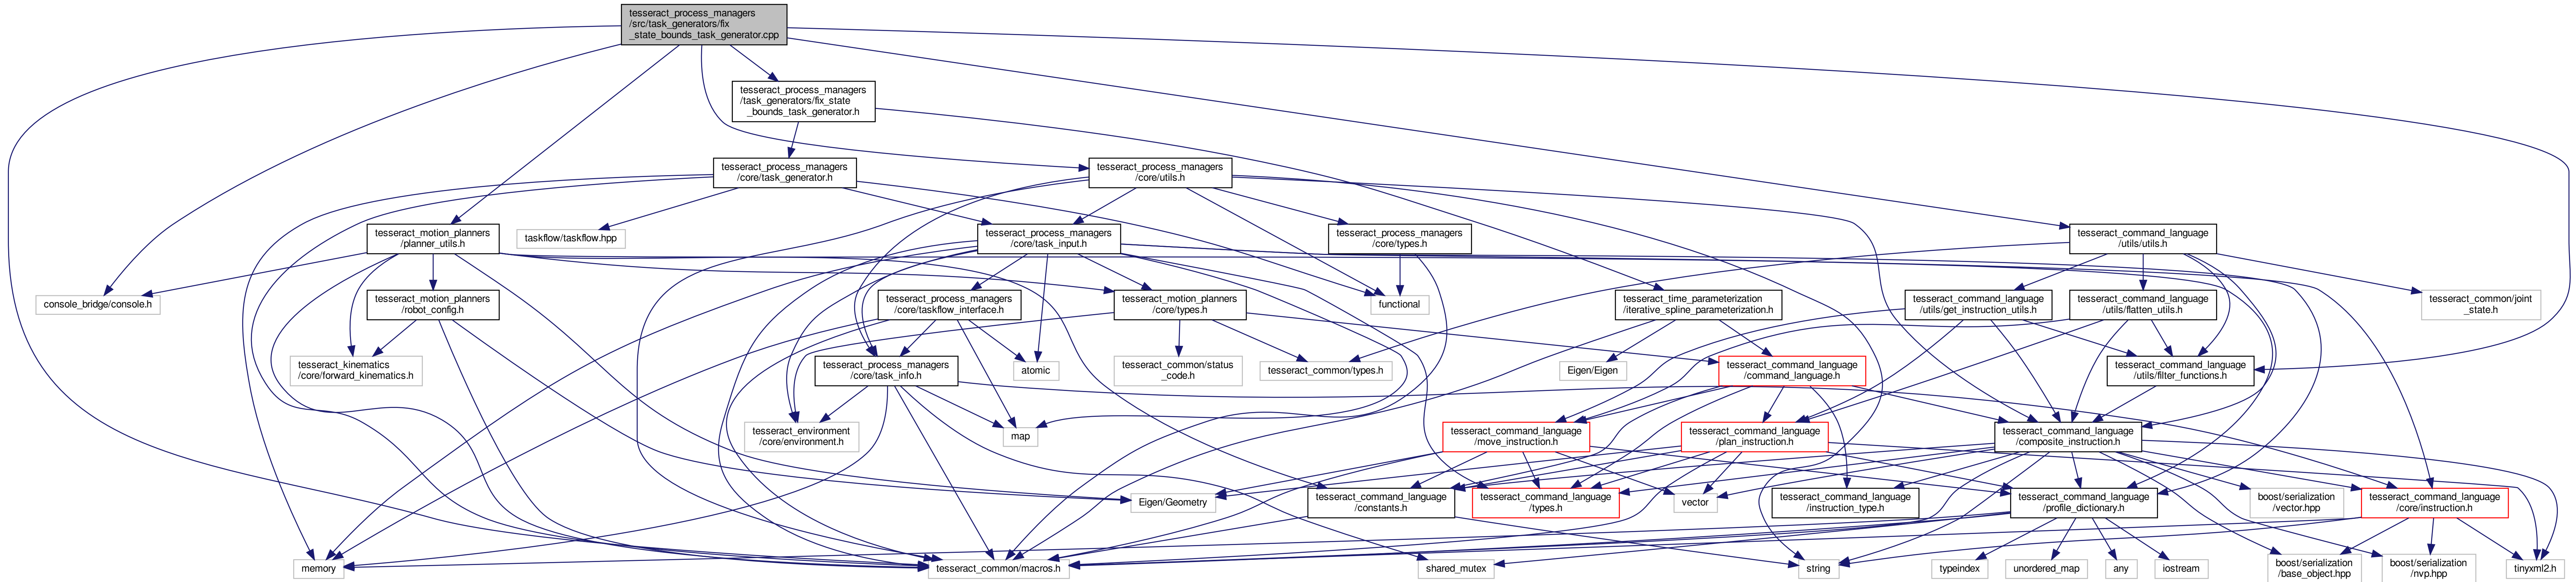 tesseract_process_managers
/src/task_generators/fix
_state_bounds_task_generator.cpp
tesseract_process_managers
/task_generators/fix_state
_bounds_task_generator.h
tesseract_process_managers
/core/task_generator.h
tesseract_process_managers
/core/utils.h
tesseract_motion_planners
/planner_utils.h
taskflow/taskflow.hpp
tesseract_process_managers
/core/task_input.h
tesseract_process_managers
/core/types.h
tesseract_command_language
/utils/utils.h
console_bridge/console.h
tesseract_motion_planners
/robot_config.h
tesseract_process_managers
/core/taskflow_interface.h
tesseract_motion_planners
/core/types.h
functional
tesseract_time_parameterization
/iterative_spline_parameterization.h
tesseract_command_language
/utils/get_instruction_utils.h
tesseract_command_language
/utils/flatten_utils.h
tesseract_common/joint
_state.h
tesseract_kinematics
/core/forward_kinematics.h
tesseract_process_managers
/core/task_info.h
atomic
tesseract_common/status
_code.h
tesseract_common/types.h
Eigen/Eigen
tesseract_command_language
/command_language.h
tesseract_command_language
/utils/filter_functions.h
tesseract_environment
/core/environment.h
map
tesseract_command_language
/move_instruction.h
tesseract_command_language
/plan_instruction.h
tesseract_command_language
/composite_instruction.h
Eigen/Geometry
tesseract_command_language
/constants.h
tesseract_command_language
/types.h
vector
tesseract_command_language
/instruction_type.h
tesseract_command_language
/profile_dictionary.h
boost/serialization
/vector.hpp
tesseract_command_language
/core/instruction.h
memory
tesseract_common/macros.h
shared_mutex
string
typeindex
unordered_map
any
iostream
boost/serialization
/base_object.hpp
boost/serialization
/nvp.hpp
tinyxml2.h